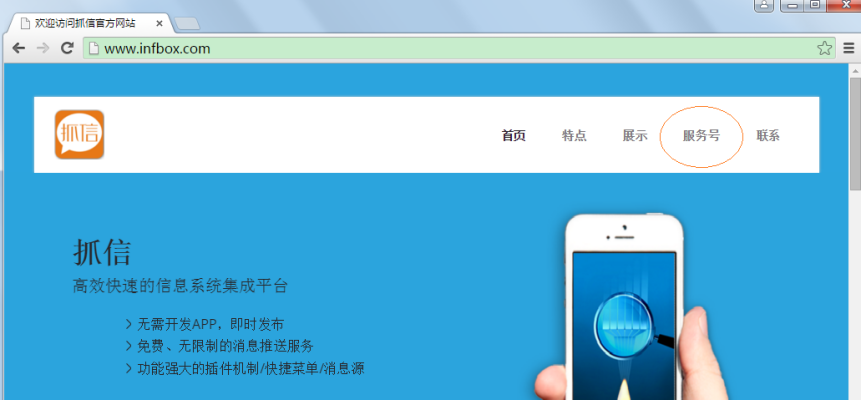 欢迎访问抓信官方网站
www.infbox.com
抓信
首页 特点 展示 服务号 联系
抓信
高效快速的信息系统集成平台
无需开发APP，即时发布
免费、无限制的消息推送服务
功能强大的插件机制/快捷菜单/消息源